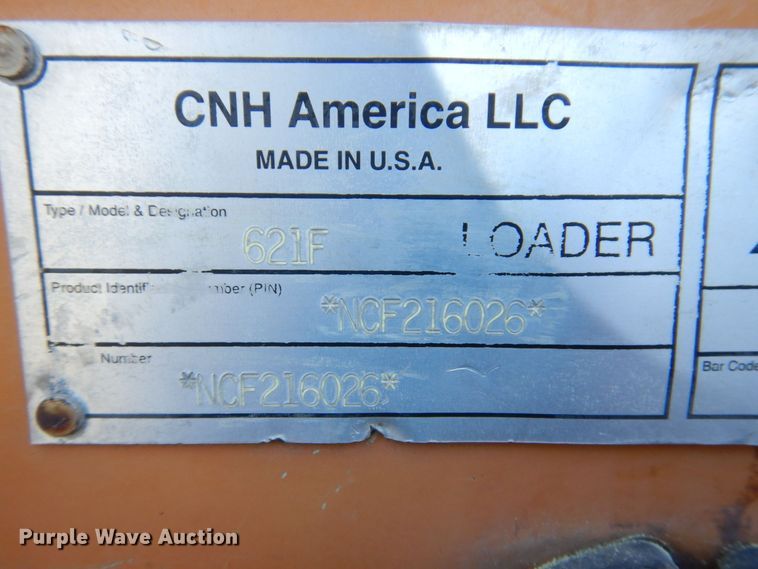 CNH America LLC
MADE IN U.S.A.
Type / Model & Designation
621F LOADER
Product Identif mber (PIN)
*NCF216026*
Number
*NCF216026*
Bar Code
Purple Wave Auction